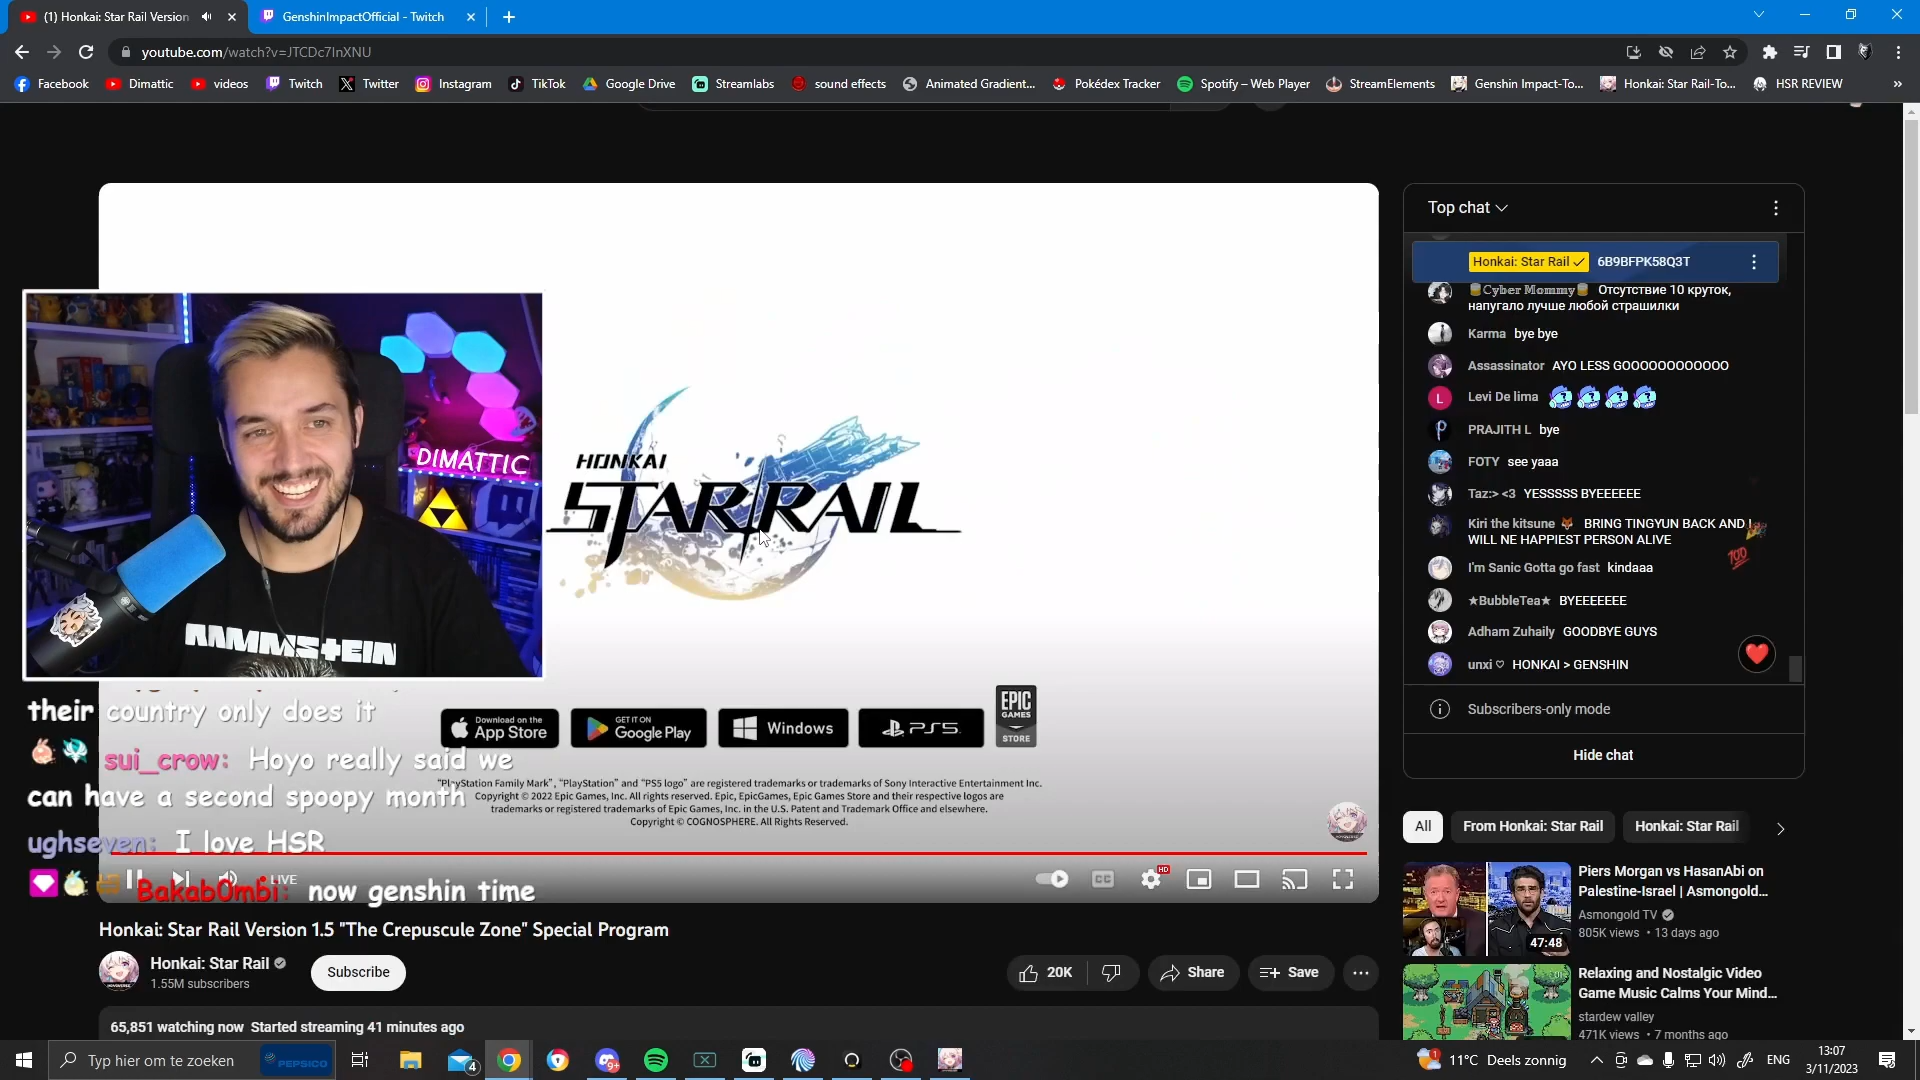 (1) Honkai: Star Rail Version
GenshinImpactOfficial - Twitch
youtube.com/watch?v=JTCDc7InXNU
Facebook
Dimattic
videos
Twitch
Twitter
Instagram
TikTok
Google Drive
Streamlabs
sound effects
Animated Gradient...
Pokédex Tracker
Spotify – Web Player
StreamElements
Genshin Impact-To...
Honkai: Star Rail-To...
HSR REVIEW
»
DIMATTIC
RAMMSTEIN
HONKAI
STAR RAIL
Download on the
App Store
GET IT ON
Google Play
Windows
PS5
EPIC
GAMES
STORE
"PlayStation Family Mark", "PlayStation" and "PS5 logo" are registered trademarks or trademarks of Sony Interactive Entertainment Inc.
Copyright © 2022 Epic Games, Inc. All rights reserved. Epic, EpicGames, Epic Games Store and their respective logos are
trademarks or registered trademarks of Epic Games, Inc. in the U.S. Patent and Trademark Office and elsewhere.
Copyright © COGNOSPHERE. All Rights Reserved.
their country only does it
sui_crow: Hoyo really said we
can have a second spoopy month
ughseven: I love HSR
Bakab0mbi: now genshin time
LIVE
CC
HD
Honkai: Star Rail Version 1.5 "The Crepuscule Zone" Special Program
Honkai: Star Rail
1.55M subscribers
Subscribe
20K
Share
Save
65,851 watching now Started streaming 41 minutes ago
Top chat
Honkai: Star Rail 6B9BFPK58Q3T
Cyber Mommy Отсутствие 10 круток,
напугало лучше любой страшилки
Karma bye bye
Assassinator AYO LESS GOOOOOOOOOOO
L Levi De lima
PRAJITH L bye
FOTY see yaaa
Taz:> <3 YESSSSS BYEEEEEE
Kiri the kitsune 🦊 BRING TINGYUN BACK AND I
WILL NE HAPPIEST PERSON ALIVE
I'm Sanic Gotta go fast kindaaa
★BubbleTea★ BYEEEEEEE
Adham Zuhaily GOODBYE GUYS
unxi ♡ HONKAI > GENSHIN
Subscribers-only mode
Hide chat
All
From Honkai: Star Rail
Honkai: Star Rail
Piers Morgan vs HasanAbi on
Palestine-Israel | Asmongold...
Asmongold TV
805K views • 13 days ago
47:48
Relaxing and Nostalgic Video
Game Music Calms Your Mind...
stardew valley
471K views • 7 months ago
Typ hier om te zoeken
PEPSICO
4
9+
1
11°C Deels zonnig
ENG
13:07
3/11/2023